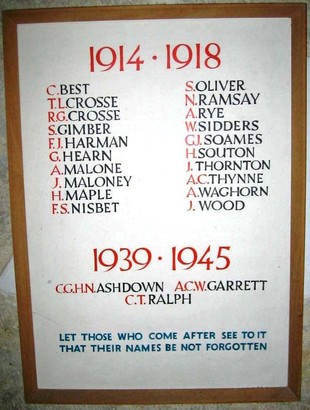 1914 · 1918
C. BEST
T. L. CROSSE
R. G. CROSSE
S. GIMBER
F. J. HARMAN
G. HEARN
A. MALONE
J. MALONEY
H. MAPLE
F. S. NISBET
S. OLIVER
N. RAMSAY
A. RYE
W. SIDDERS
G. J. SOAMES
H. SOUTON
J. THORNTON
A. C. THYNNE
A. WAGHORN
J. WOOD
1939 · 1945
C.G.H.N. ASHDOWN A.C.W. GARRETT
C.T. RALPH
LET THOSE WHO COME AFTER SEE TO IT
THAT THEIR NAMES BE NOT FORGOTTEN